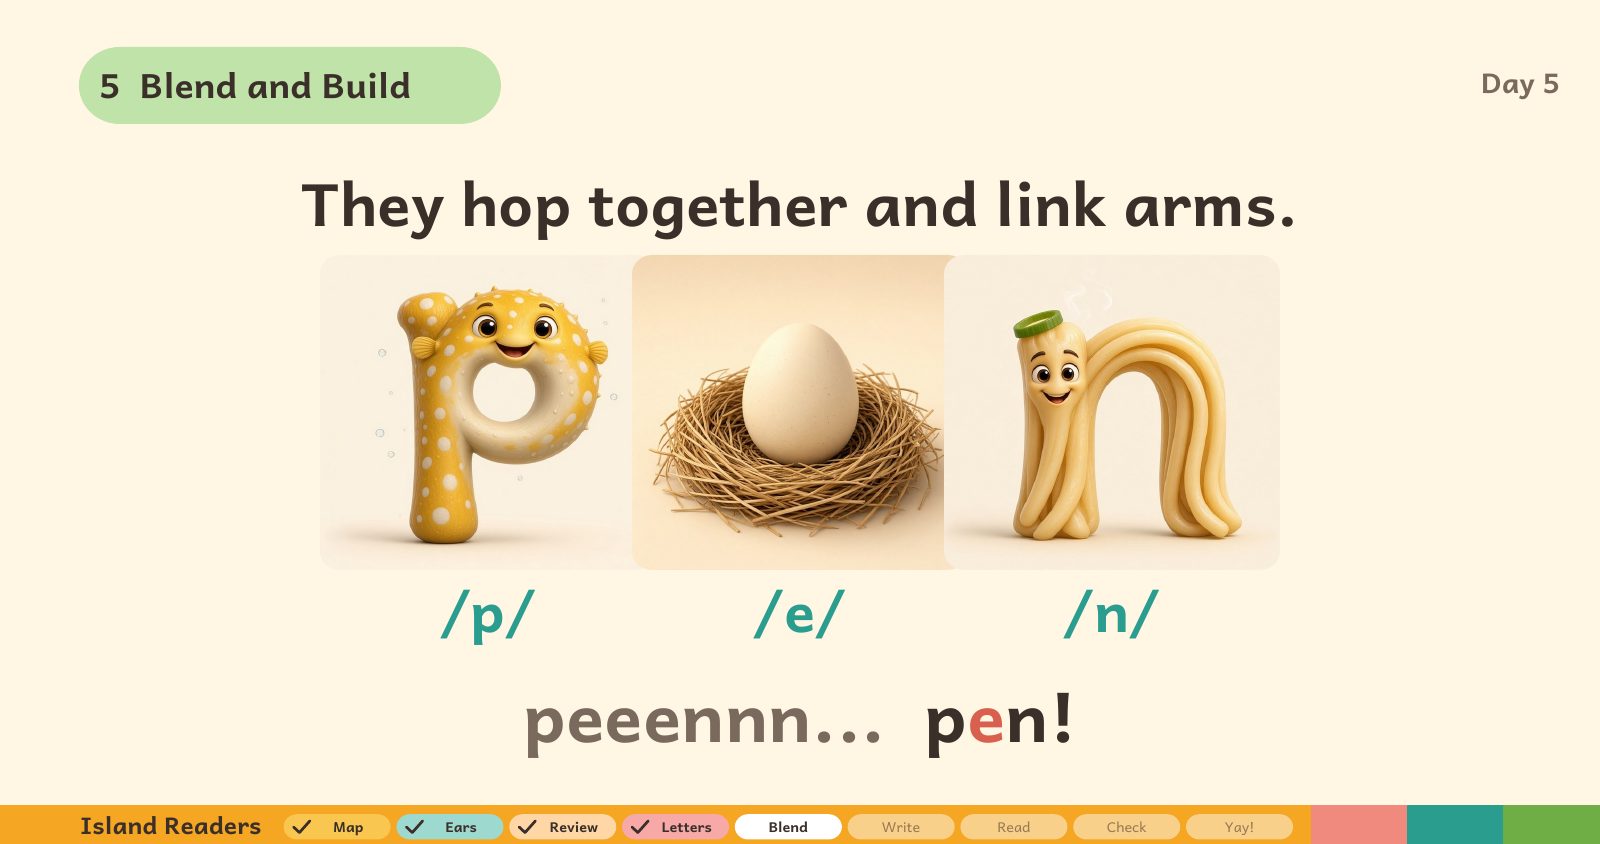 5 Blend and Build
Day 5
They hop together and link arms.
/p/ /e/ /n/
peeennn... pen!
Island Readers Map Ears Review Letters Blend Write Read Check Yay!